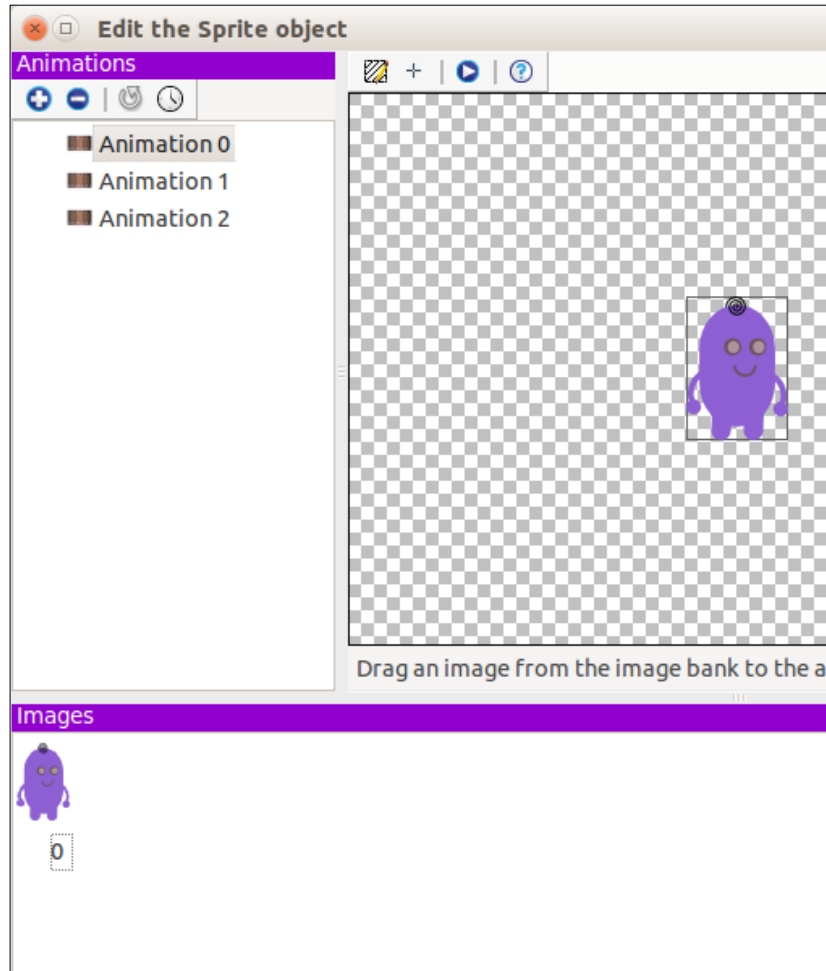 Edit the Sprite object
Animations
Animation 0
Animation 1
Animation 2
Drag an image from the image bank to the a
Images
0